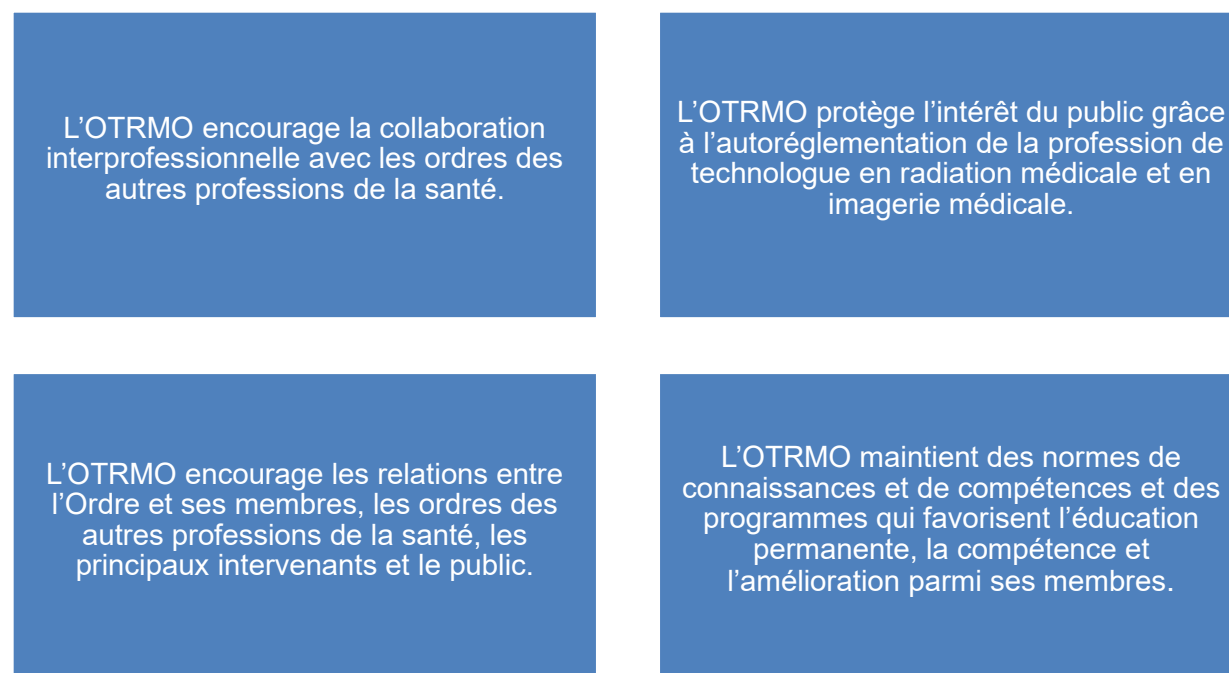 L’OTRMO encourage la collaboration
interprofessionnelle avec les ordres des
autres professions de la santé.
L’OTRMO protège l’intérêt du public grâce
à l’autoréglementation de la profession de
technologue en radiation médicale et en
imagerie médicale.
L’OTRMO encourage les relations entre
l’Ordre et ses membres, les ordres des
autres professions de la santé, les
principaux intervenants et le public.
L’OTRMO maintient des normes de
connaissances et de compétences et des
programmes qui favorisent l’éducation
permanente, la compétence et
l’amélioration parmi ses membres.